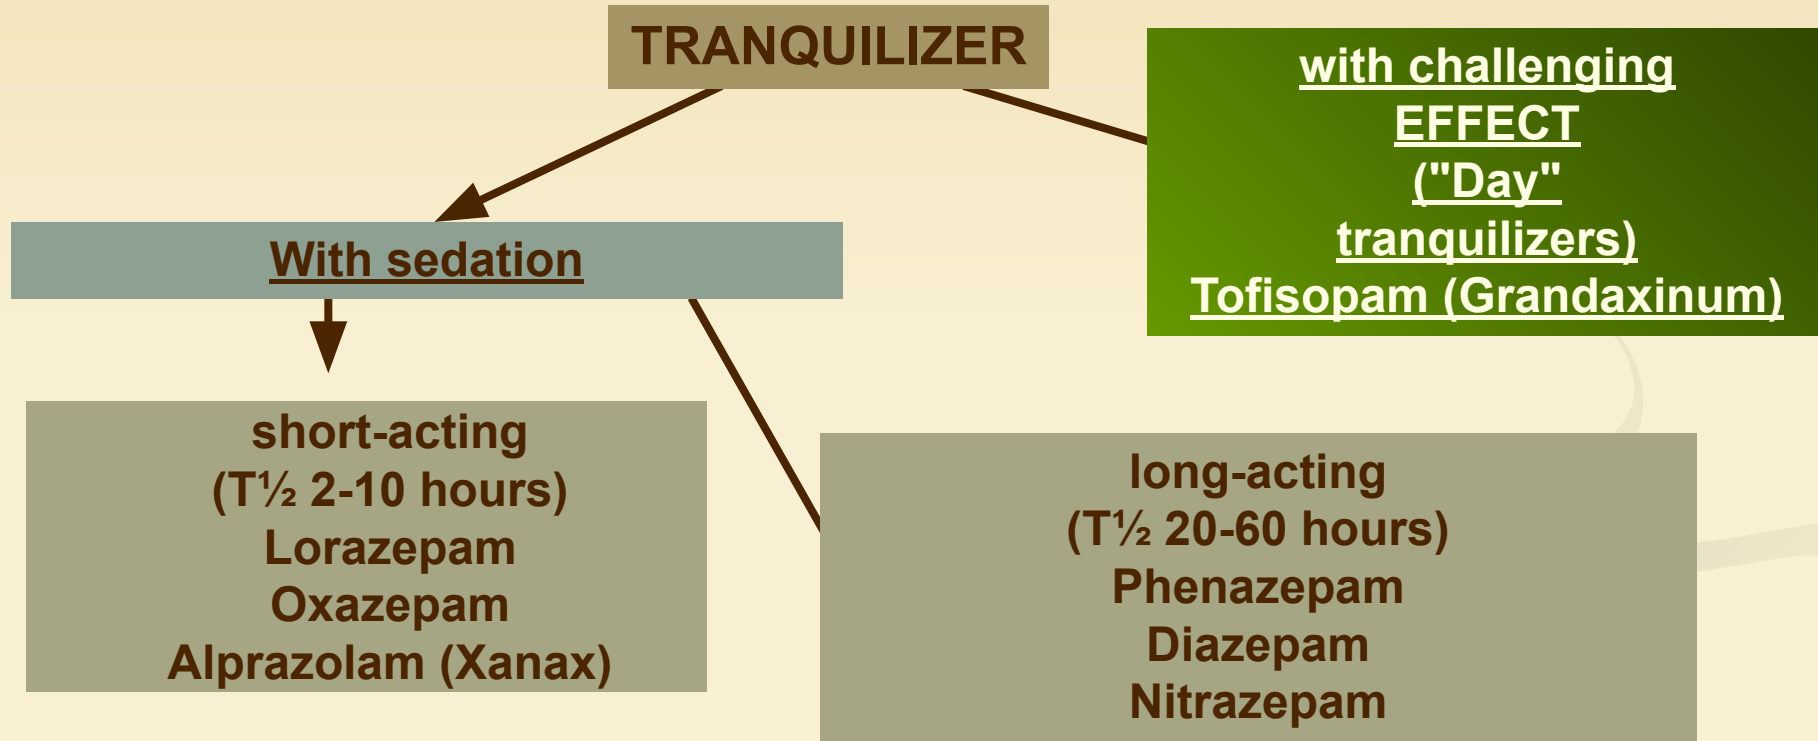 TRANQUILIZER
with challenging
EFFECT
("Day"
tranquilizers)
Tofisopam (Grandaxinum)
With sedation
short-acting
(T½ 2-10 hours)
Lorazepam
Oxazepam
Alprazolam (Xanax)
long-acting
(T½ 20-60 hours)
Phenazepam
Diazepam
Nitrazepam